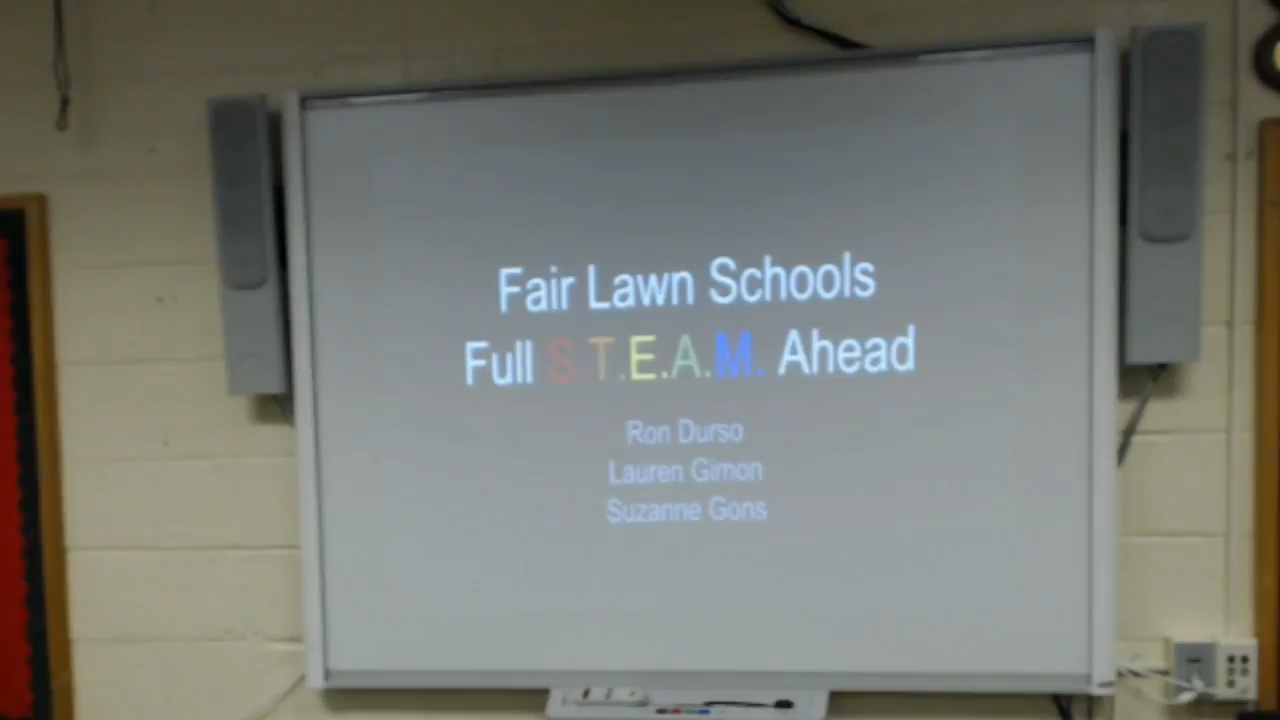 Fair Lawn Schools
Full S.T.E.A.M. Ahead
Ron Durso
Lauren Gimon
Suzanne Gons